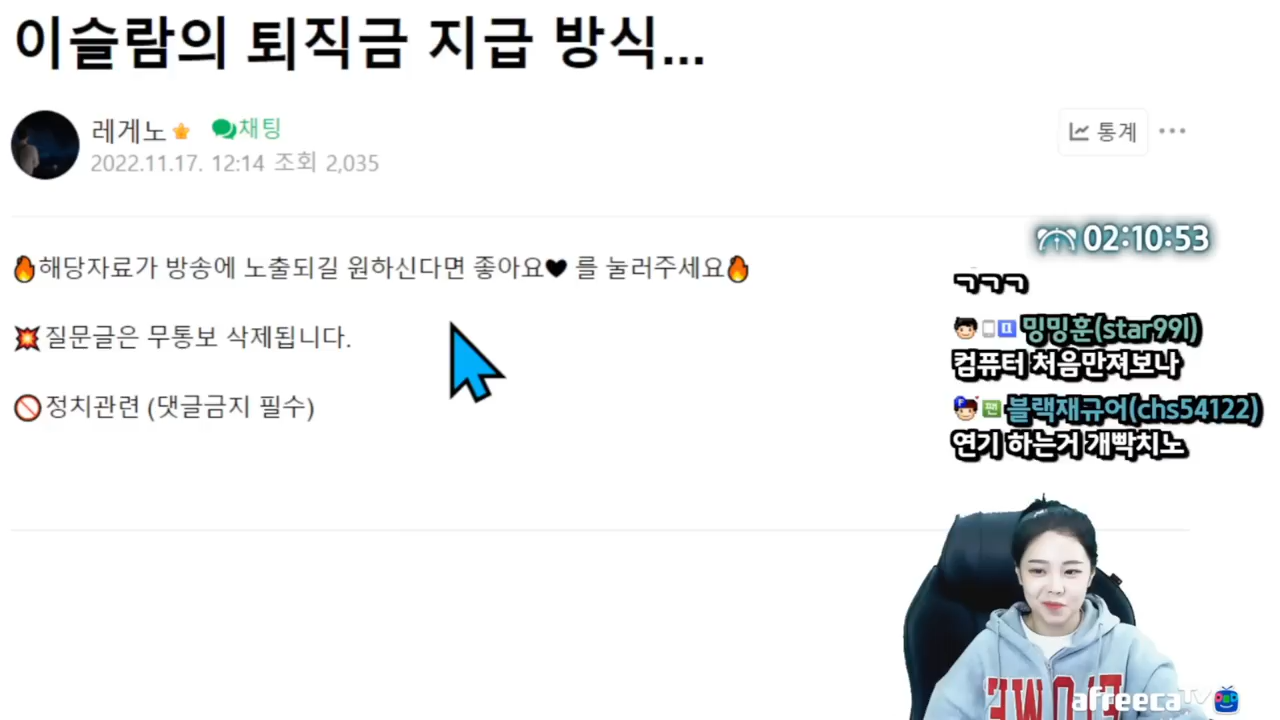 이슬람의 퇴직금 지급 방식...
레게노 채팅
2022.11.17. 12:14 조회 2,035
통계
🔥해당자료가 방송에 노출되길 원하신다면 좋아요🖤 를 눌러주세요🔥
💥질문글은 무통보 삭제됩니다.
🚫정치관련 (댓글금지 필수)
02:10:53
ㄱㄱㄱ
밍밍훈(star99l)
컴퓨터 처음만져보나
팬 블랙재규어(chs54122)
연기 하는거 개빡치노
afreecaTV